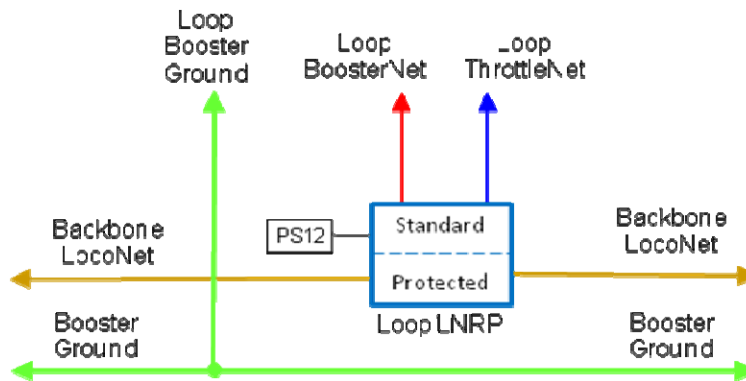 Loop
Booster
Ground
Loop
BoosterNet
Loop
ThrottleNet
Backbone
LocoNet
PS12
Standard
Protected
Backbone
LocoNet
Loop LNRP
Booster
Ground
Booster
Ground